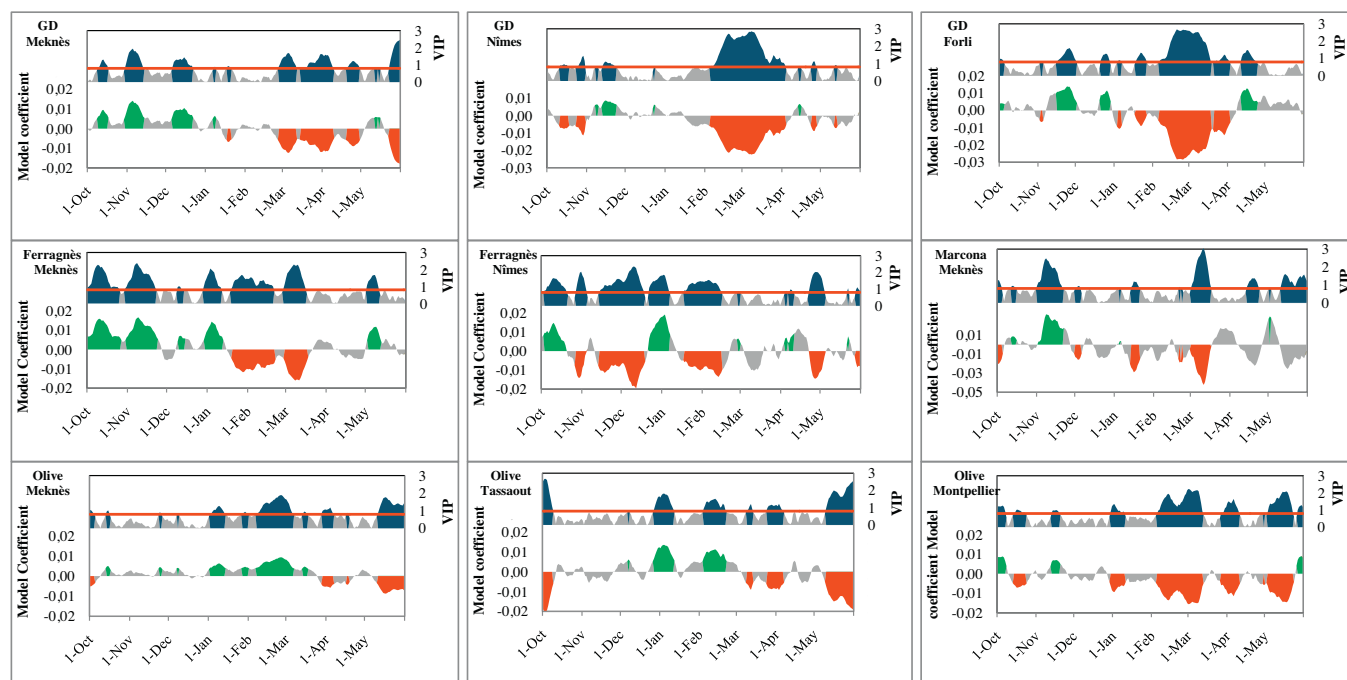 GD
Meknès
3
2
1
0
VIP
0,02
0,01
0,00
-0,01
-0,02
Model coefficient
1-Oct
1-Nov
1-Dec
1-Jan
1-Feb
1-Mar
1-Apr
1-May
GD
Nîmes
3
2
1
0
VIP
0,01
0,00
-0,01
-0,02
-0,03
Model coefficient
1-Oct
1-Nov
1-Dec
1-Jan
1-Feb
1-Mar
1-Apr
1-May
GD
Forli
3
2
1
0
VIP
0,02
0,01
0,00
-0,01
-0,02
-0,03
Model coefficient
1-Oct
1-Nov
1-Dec
1-Jan
1-Feb
1-Mar
1-Apr
1-May
Ferragnès
Meknès
3
2
1
0
VIP
0,02
0,01
0,00
-0,01
-0,02
Model Coefficient
1-Oct
1-Nov
1-Dec
1-Jan
1-Feb
1-Mar
1-Apr
1-May
Ferragnès
Nîmes
3
2
1
0
VIP
0,02
0,01
0,00
-0,01
-0,02
Model Coefficient
1-Oct
1-Nov
1-Dec
1-Jan
1-Feb
1-Mar
1-Apr
1-May
Marcona
Meknès
3
2
1
0
VIP
0,01
-0,01
-0,03
-0,05
Model Coefficient
1-Oct
1-Nov
1-Dec
1-Jan
1-Feb
1-Mar
1-Apr
1-May
Olive
Meknès
3
2
1
0
VIP
0,02
0,01
0,00
-0,01
-0,02
Model Coefficient
1-Oct
1-Nov
1-Dec
1-Jan
1-Feb
1-Mar
1-Apr
1-May
Olive
Tassaout
3
2
1
0
VIP
0,02
0,01
0,00
-0,01
-0,02
Model coefficient
1-Oct
1-Nov
1-Dec
1-Jan
1-Feb
1-Mar
1-Apr
1-May
Olive
Montpellier
3
2
1
0
VIP
0,02
0,01
0,00
-0,01
-0,02
coefficient Model
1-Oct
1-Nov
1-Dec
1-Jan
1-Feb
1-Mar
1-Apr
1-May